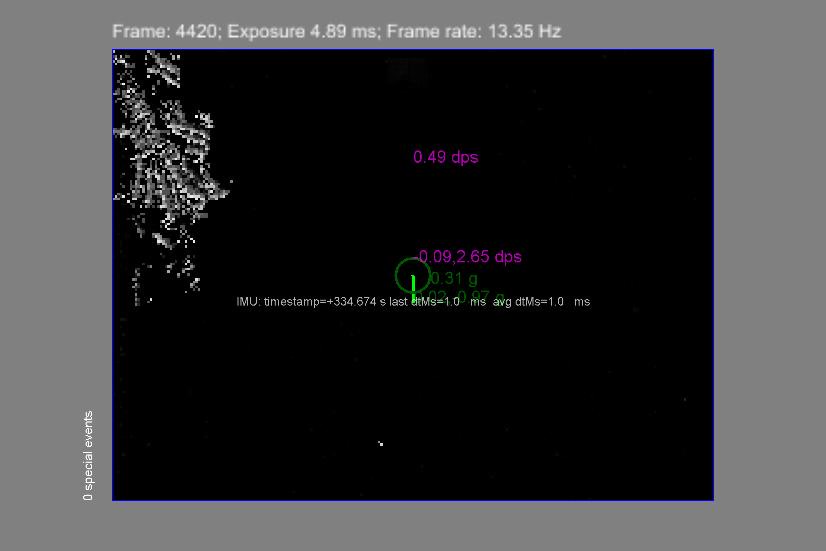 Frame: 4420; Exposure 4.89 ms; Frame rate: 13.35 Hz
0.49 dps
-0.09,2.65 dps
0.31 g
IMU: timestamp=+334.674 s last dtMs=1.0 ms avg dtMs=1.0 ms
0 special events